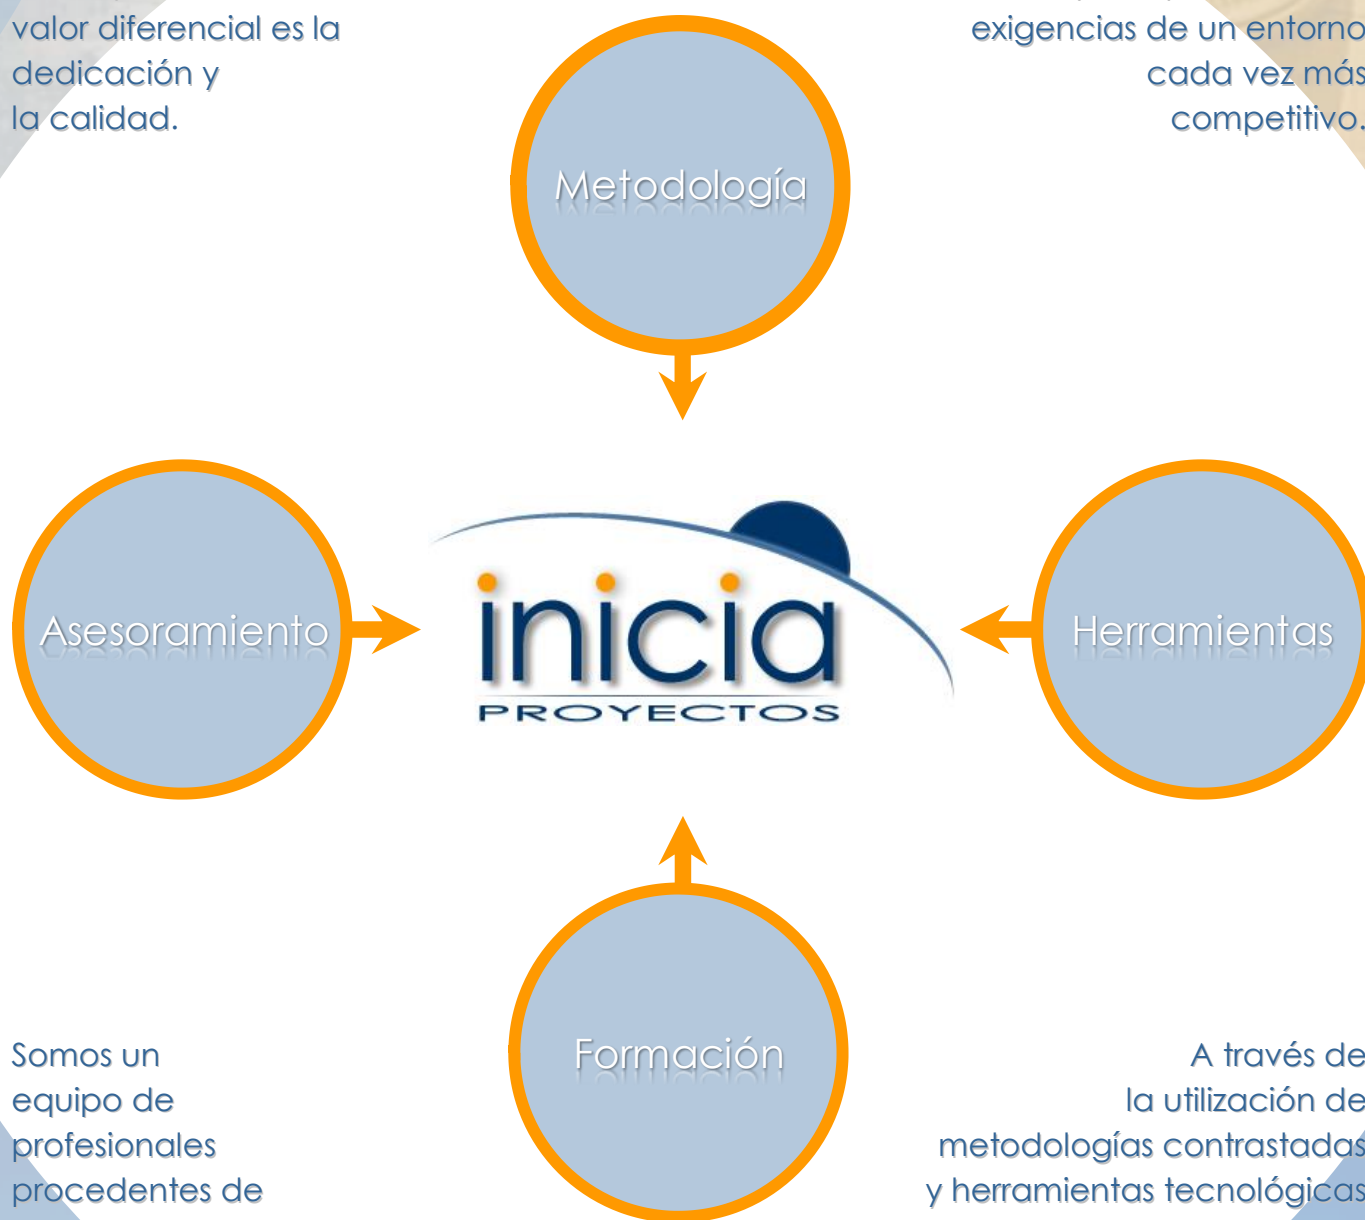 valor diferencial es la
dedicación y
la calidad.
exigencias de un entorno
cada vez más
competitivo.
Metodología
Asesoramiento
inicia
PROYECTOS
Herramientas
Formación
Somos un
equipo de
profesionales
procedentes de
A través de
la utilización de
metodologías contrastadas
y herramientas tecnológicas